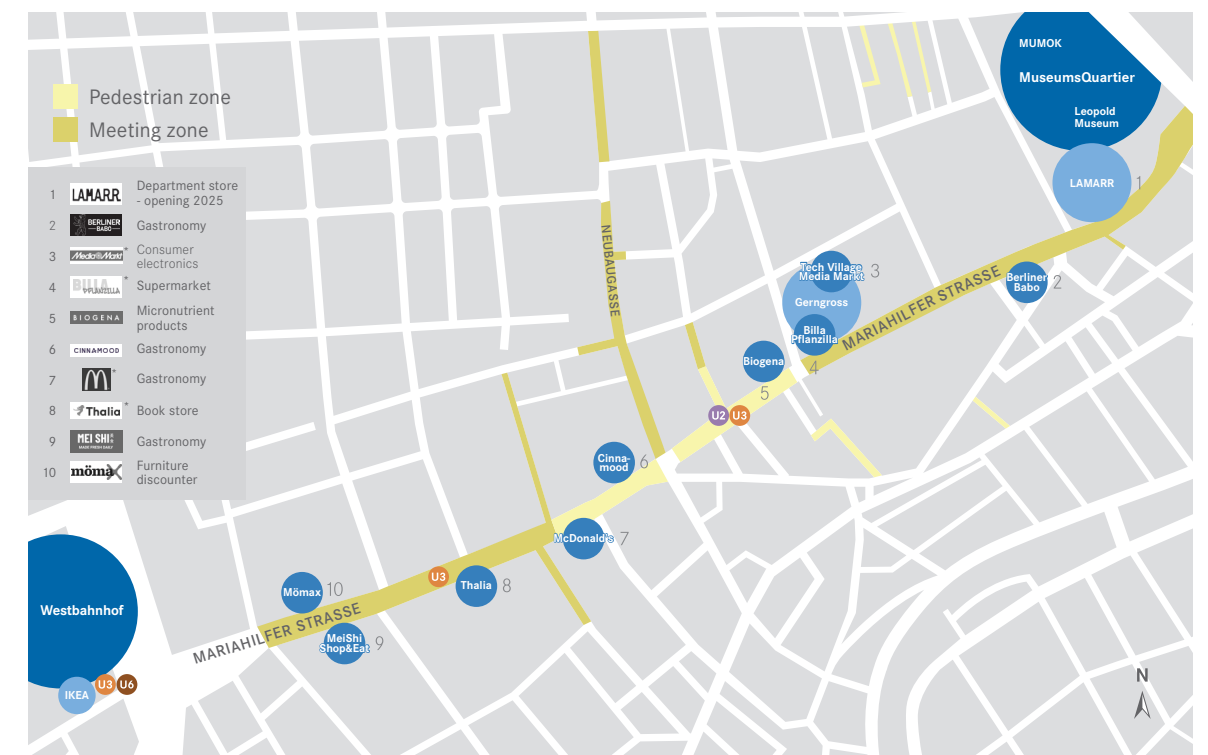 MUMOK
MuseumsQuartier
Leopold
Museum
Pedestrian zone
Meeting zone
1 LAMARR Department store
- opening 2025
2 BERLINER
BABO Gastronomy
3 MediaMarkt* Consumer
electronics
4 BILLA
PFLANZILLA* Supermarket
5 BIOGENA Micronutrient
products
6 CINNAMOOD Gastronomy
7 M* Gastronomy
8 Thalia* Book store
9 MEI SHI
MADE FRESH DAILY Gastronomy
10 mömax Furniture
discounter
LAMARR 1
NEUBAUGASSE
Tech Village
Media Markt 3
Gerngross
Billa
Pflanzilla
4
MARIAHILFER STRASSE
Berliner
Babo 2
Biogena
5
U2 U3
Cinna-
mood 6
McDonald's 7
U3
Thalia 8
Mömax 10
MARIAHILFER STRASSE
MeiShi
Shop&Eat 9
Westbahnhof
IKEA U3 U6
N